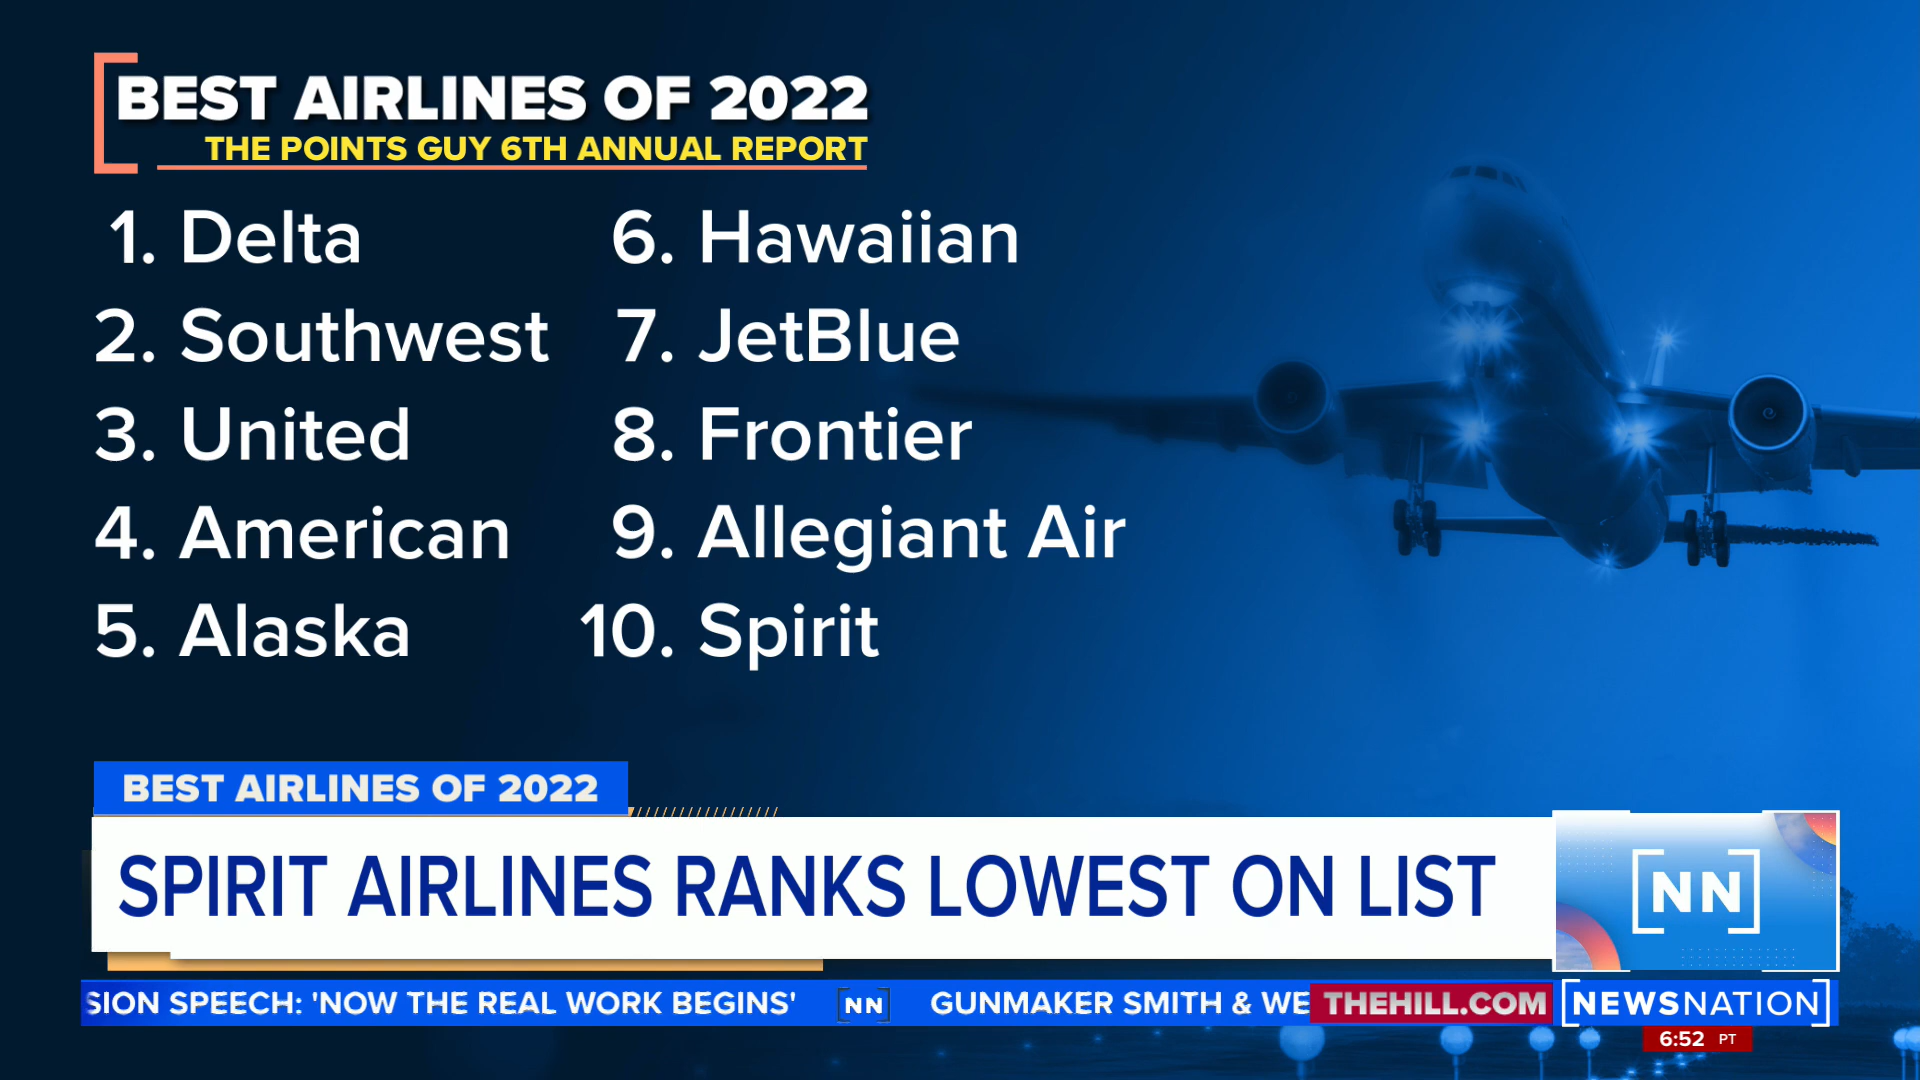 BEST AIRLINES OF 2022
THE POINTS GUY 6TH ANNUAL REPORT
1. Delta
2. Southwest
3. United
4. American
5. Alaska
6. Hawaiian
7. JetBlue
8. Frontier
9. Allegiant Air
10. Spirit
BEST AIRLINES OF 2022
SPIRIT AIRLINES RANKS LOWEST ON LIST
NN
SION SPEECH: 'NOW THE REAL WORK BEGINS' NN GUNMAKER SMITH & WE THEHILL.COM NEWSNATION
6:52 PT